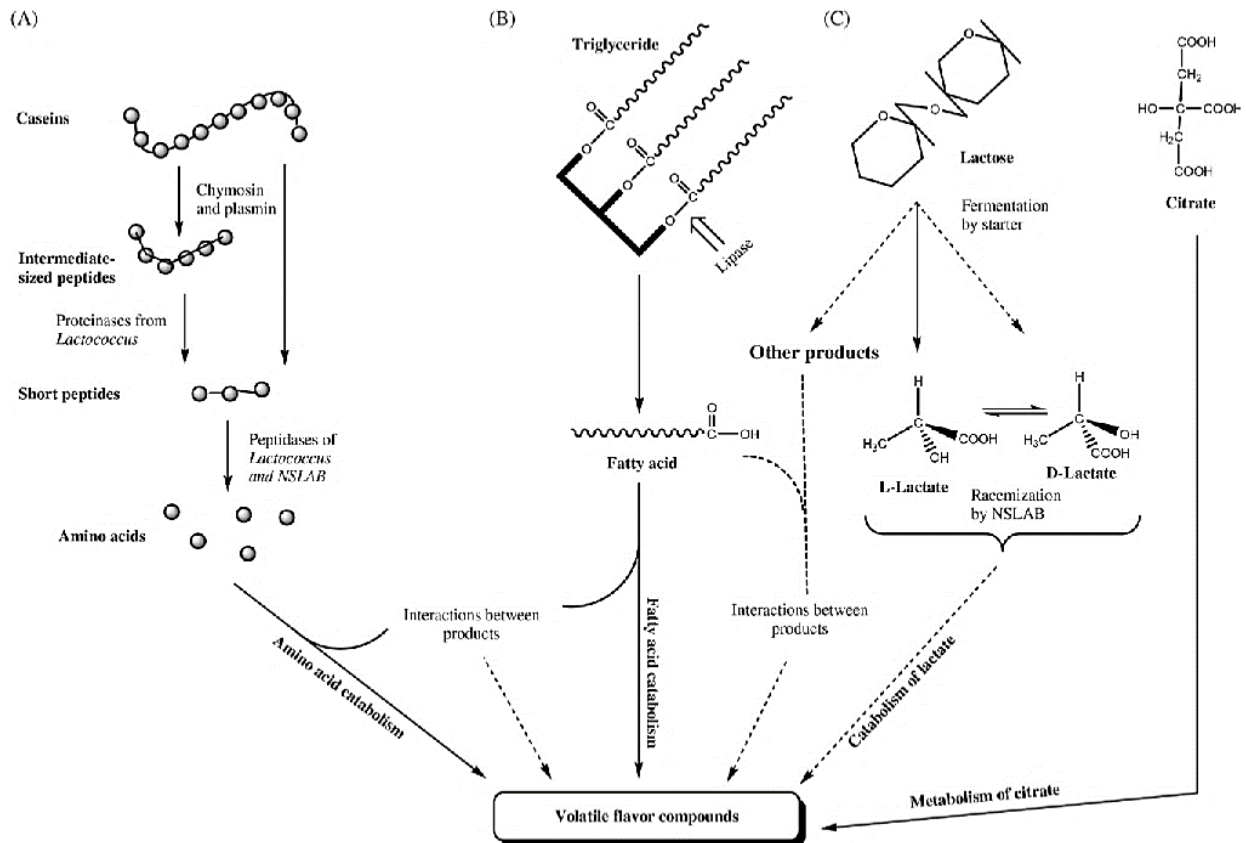 (A)
Caseins
Chymosin
and plasmin
Intermediate-
sized peptides
Proteinases from
Lactococcus
Short peptides
Peptidases of
Lactococcus
and NSLAB
Amino acids
Amino acid catabolism
Interactions between
products
(B)
Triglyceride
O
C
O
O
C
O
O
C
O
Lipase
O
C
OH
Fatty acid
Fatty acid catabolism
Interactions between
products
(C)
O
O
O
Lactose
Fermentation
by starter
Other products
H
C
H3C
COOH
OH
L-Lactate
H
C
H3C
OH
COOH
D-Lactate
Racemization
by NSLAB
Catabolism of lactate
COOH
CH2
HO C COOH
H2C
COOH
Citrate
Metabolism of citrate
Volatile flavor compounds